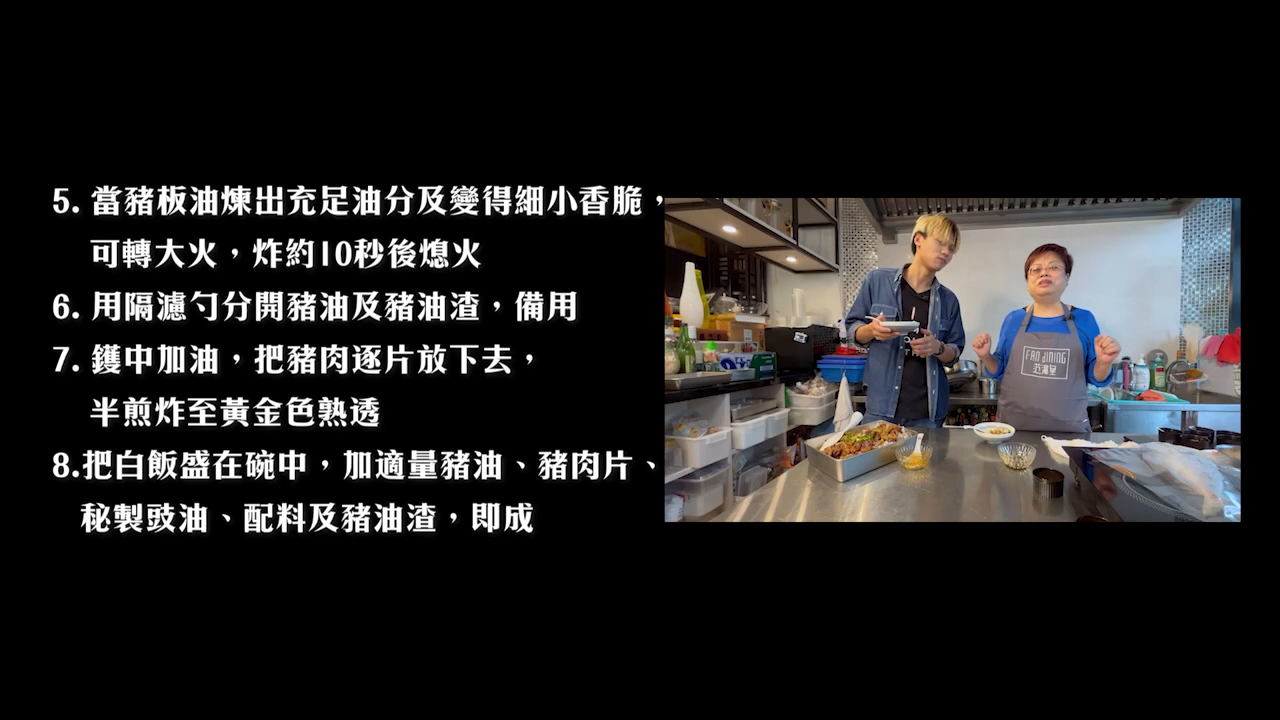 5. 當豬板油煉出充足油分及變得細小香脆，
可轉大火，炸約10秒後熄火
6. 用隔濾勺分開豬油及豬油渣，備用
7. 鑊中加油，把豬肉逐片放下去，
半煎炸至黃金色熟透
8.把白飯盛在碗中，加適量豬油、豬肉片、
秘製豉油、配料及豬油渣，即成
FAN DINING
范湯星